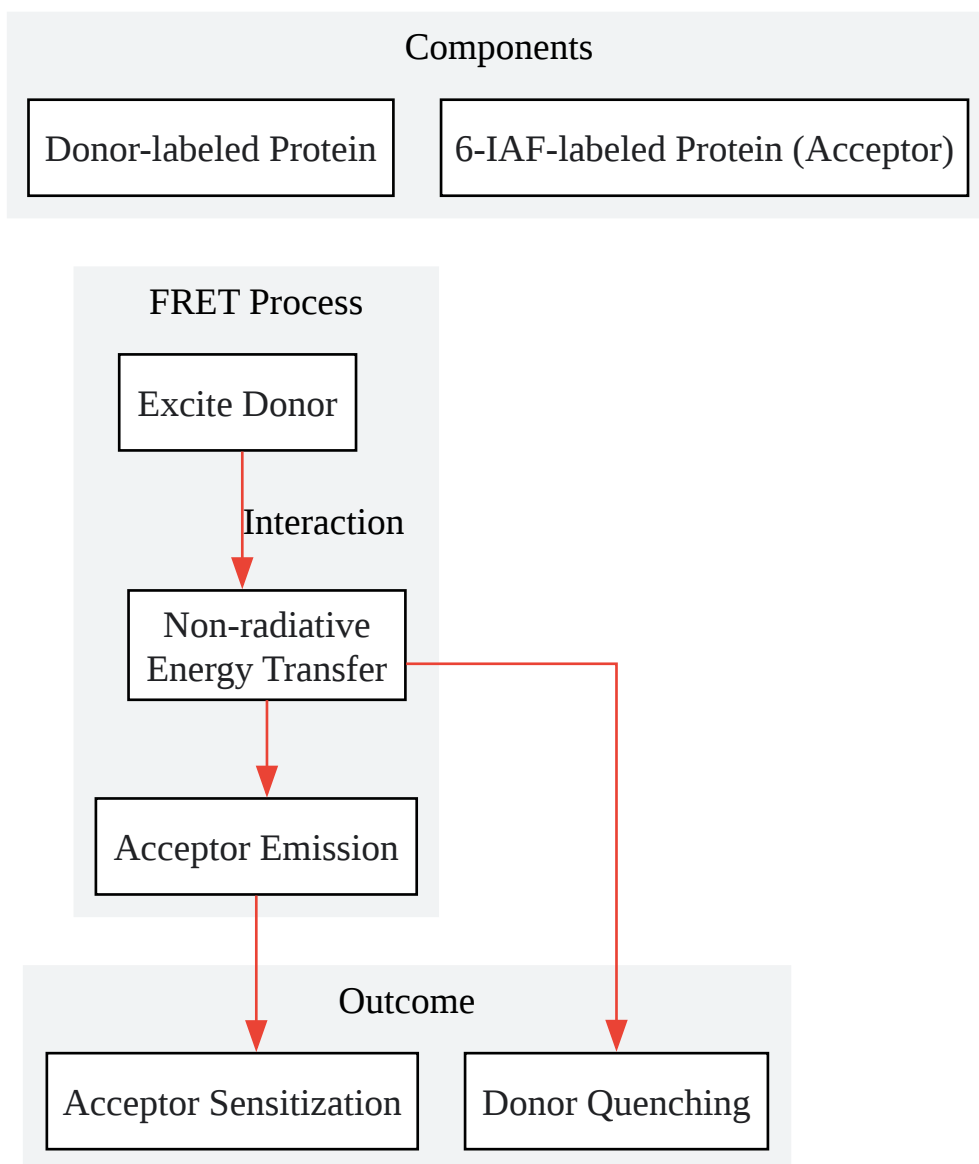 Components
Donor-labeled Protein
6-IAF-labeled Protein (Acceptor)
FRET Process
Excite Donor
Interaction
Non-radiative
Energy Transfer
Acceptor Emission
Outcome
Acceptor Sensitization
Donor Quenching